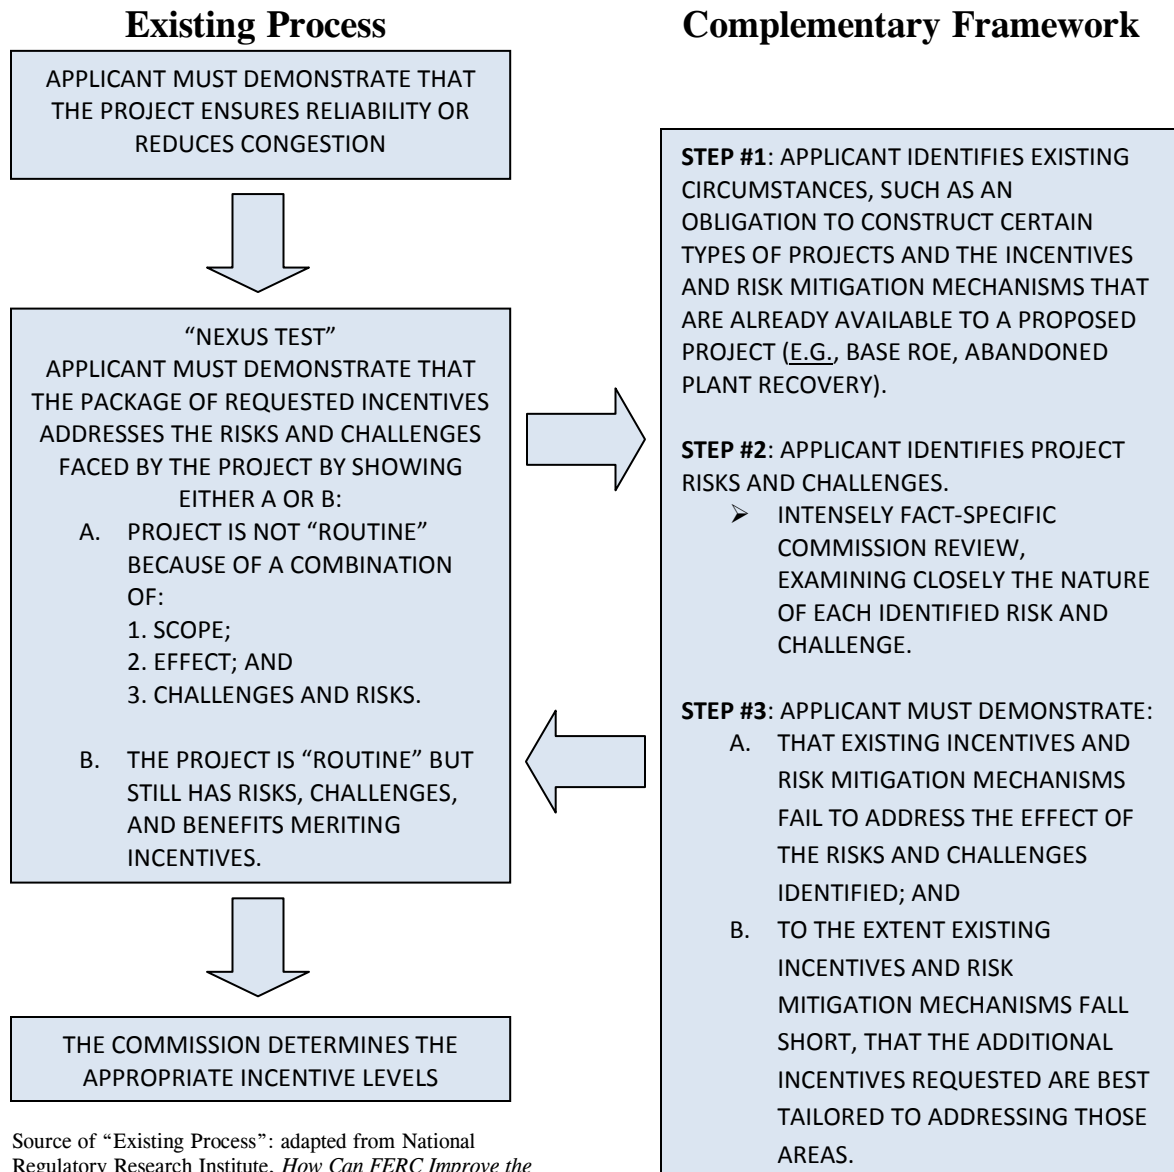 Existing Process
APPLICANT MUST DEMONSTRATE THAT
THE PROJECT ENSURES RELIABILITY OR
REDUCES CONGESTION
“NEXUS TEST”
APPLICANT MUST DEMONSTRATE THAT
THE PACKAGE OF REQUESTED INCENTIVES
ADDRESSES THE RISKS AND CHALLENGES
FACED BY THE PROJECT BY SHOWING
EITHER A OR B:
A. PROJECT IS NOT “ROUTINE”
BECAUSE OF A COMBINATION
OF:
1. SCOPE;
2. EFFECT; AND
3. CHALLENGES AND RISKS.
B. THE PROJECT IS “ROUTINE” BUT
STILL HAS RISKS, CHALLENGES,
AND BENEFITS MERITING
INCENTIVES.
THE COMMISSION DETERMINES THE
APPROPRIATE INCENTIVE LEVELS
Source of “Existing Process”: adapted from National
Regulatory Research Institute, How Can FERC Improve the
Complementary Framework
STEP #1: APPLICANT IDENTIFIES EXISTING
CIRCUMSTANCES, SUCH AS AN
OBLIGATION TO CONSTRUCT CERTAIN
TYPES OF PROJECTS AND THE INCENTIVES
AND RISK MITIGATION MECHANISMS THAT
ARE ALREADY AVAILABLE TO A PROPOSED
PROJECT (E.G., BASE ROE, ABANDONED
PLANT RECOVERY).
STEP #2: APPLICANT IDENTIFIES PROJECT
RISKS AND CHALLENGES.
➢ INTENSELY FACT-SPECIFIC
COMMISSION REVIEW,
EXAMINING CLOSELY THE NATURE
OF EACH IDENTIFIED RISK AND
CHALLENGE.
STEP #3: APPLICANT MUST DEMONSTRATE:
A. THAT EXISTING INCENTIVES AND
RISK MITIGATION MECHANISMS
FAIL TO ADDRESS THE EFFECT OF
THE RISKS AND CHALLENGES
IDENTIFIED; AND
B. TO THE EXTENT EXISTING
INCENTIVES AND RISK
MITIGATION MECHANISMS FALL
SHORT, THAT THE ADDITIONAL
INCENTIVES REQUESTED ARE BEST
TAILORED TO ADDRESSING THOSE
AREAS.